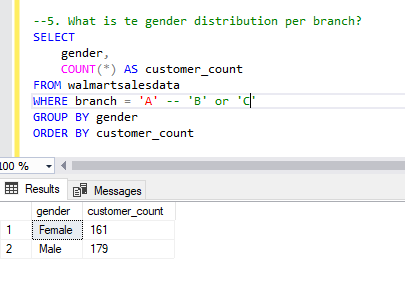 --5. What is te gender distribution per branch?
SELECT
gender,
COUNT(*) AS customer_count
FROM walmartsalesdata
WHERE branch = 'A' -- 'B' or 'C'
GROUP BY gender
ORDER BY customer_count
100 %
Results Messages
gender customer_count
1 Female 161
2 Male 179